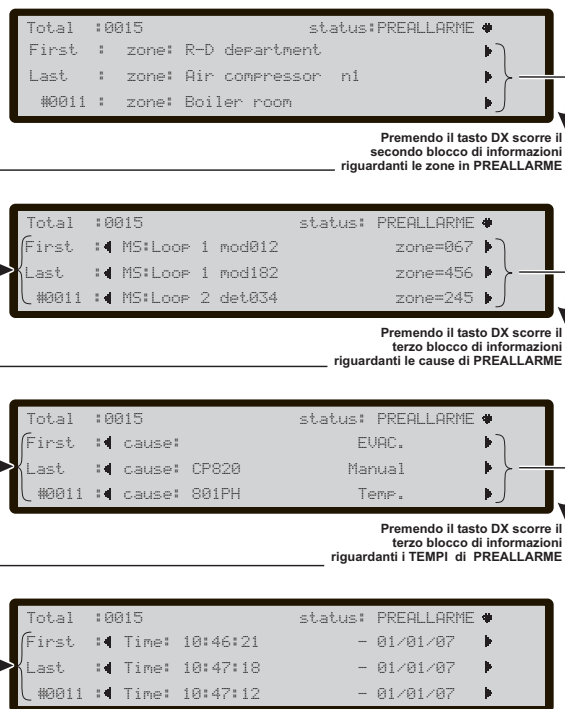 Total :0015 status:PREALLARME
First : zone: R-D department
Last : zone: Air compressor n1
#0011 : zone: Boiler room
Premendo il tasto DX scorre il
secondo blocco di informazioni
riguardanti le zone in PREALLARME
Total :0015 status: PREALLARME
First : MS:Loop 1 mod012 zone=067
Last : MS:Loop 1 mod182 zone=456
#0011 : MS:Loop 2 det034 zone=245
Premendo il tasto DX scorre il
terzo blocco di informazioni
riguardanti le cause di PREALLARME
Total :0015 status: PREALLARME
First : cause: EVAC.
Last : cause: CP820 Manual
#0011 : cause: 801PH Temp.
Premendo il tasto DX scorre il
terzo blocco di informazioni
riguardanti i TEMPI di PREALLARME
Total :0015 status: PREALLARME
First : Time: 10:46:21 - 01/01/07
Last : Time: 10:47:18 - 01/01/07
#0011 : Time: 10:47:12 - 01/01/07